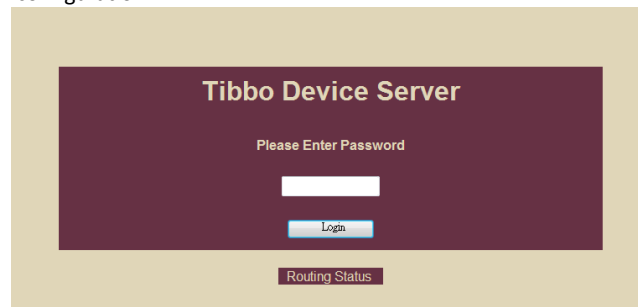 Tibbo Device Server
Please Enter Password
Login
Routing Status